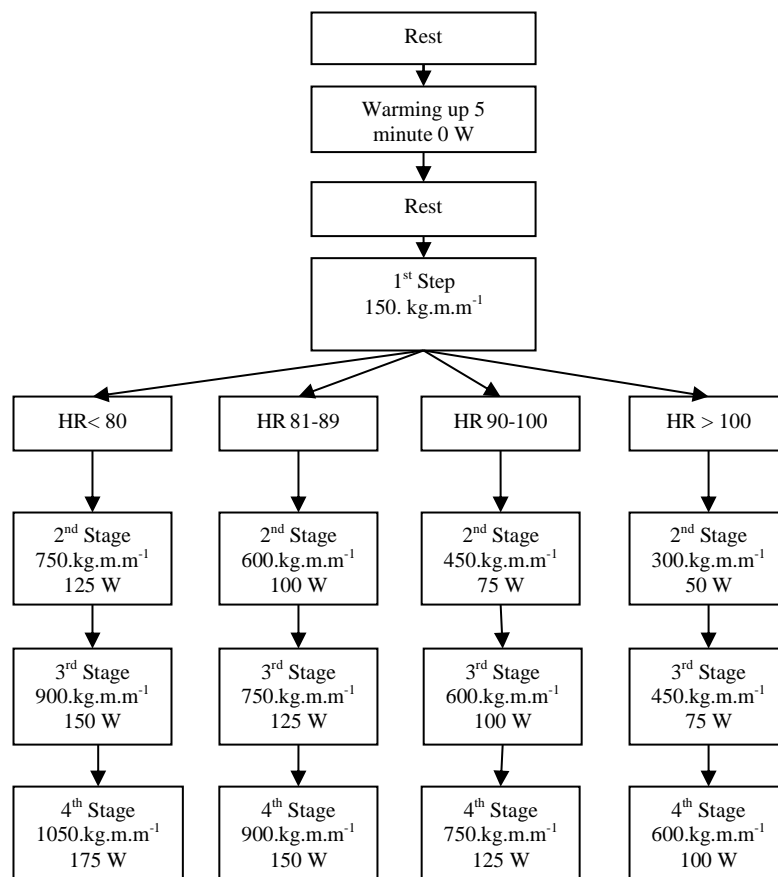 Rest
Warming up 5
minute 0 W
Rest
1st Step
150. kg.m.m-1
HR< 80
HR 81-89
HR 90-100
HR > 100
2nd Stage
750.kg.m.m-1
125 W
2nd Stage
600.kg.m.m-1
100 W
2nd Stage
450.kg.m.m-1
75 W
2nd Stage
300.kg.m.m-1
50 W
3rd Stage
900.kg.m.m-1
150 W
3rd Stage
750.kg.m.m-1
125 W
3rd Stage
600.kg.m.m-1
100 W
3rd Stage
450.kg.m.m-1
75 W
4th Stage
1050.kg.m.m-1
175 W
4th Stage
900.kg.m.m-1
150 W
4th Stage
750.kg.m.m-1
125 W
4th Stage
600.kg.m.m-1
100 W